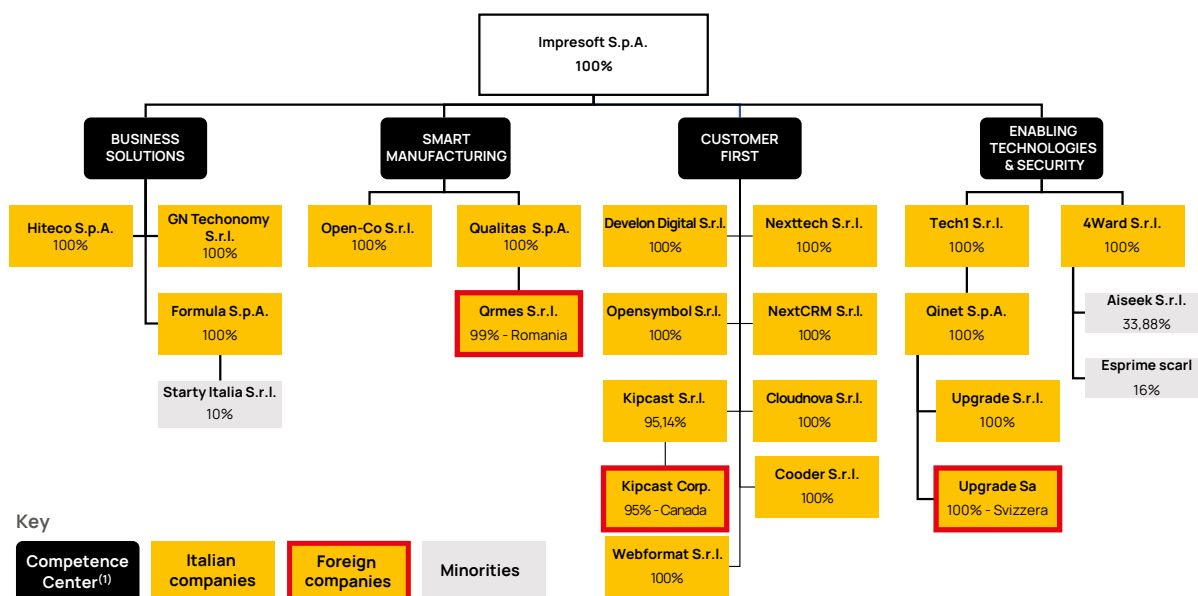 Impresoft S.p.A.
100%
BUSINESS
SOLUTIONS
SMART
MANUFACTURING
CUSTOMER
FIRST
ENABLING
TECHNOLOGIES
& SECURITY
Hiteco S.p.A.
100%
GN Techonomy
S.r.l.
100%
Formula S.p.A.
100%
Starty Italia S.r.l.
10%
Open-Co S.r.l.
100%
Qualitas S.p.A.
100%
Qrmes S.r.l.
99% - Romania
Develon Digital S.r.l.
100%
Nexttech S.r.l.
100%
Opensymbol S.r.l.
100%
NextCRM S.r.l.
100%
Kipcast S.r.l.
95,14%
Cloudnova S.r.l.
100%
Kipcast Corp.
95% - Canada
Cooder S.r.l.
100%
Webformat S.r.l.
100%
Tech1 S.r.l.
100%
4Ward S.r.l.
100%
Qinet S.p.A.
100%
Aiseek S.r.l.
33,88%
Esprime scarl
16%
Upgrade S.r.l.
100%
Upgrade Sa
100% - Svizzera
Key
Competence
Center(1)
Italian
companies
Foreign
companies
Minorities